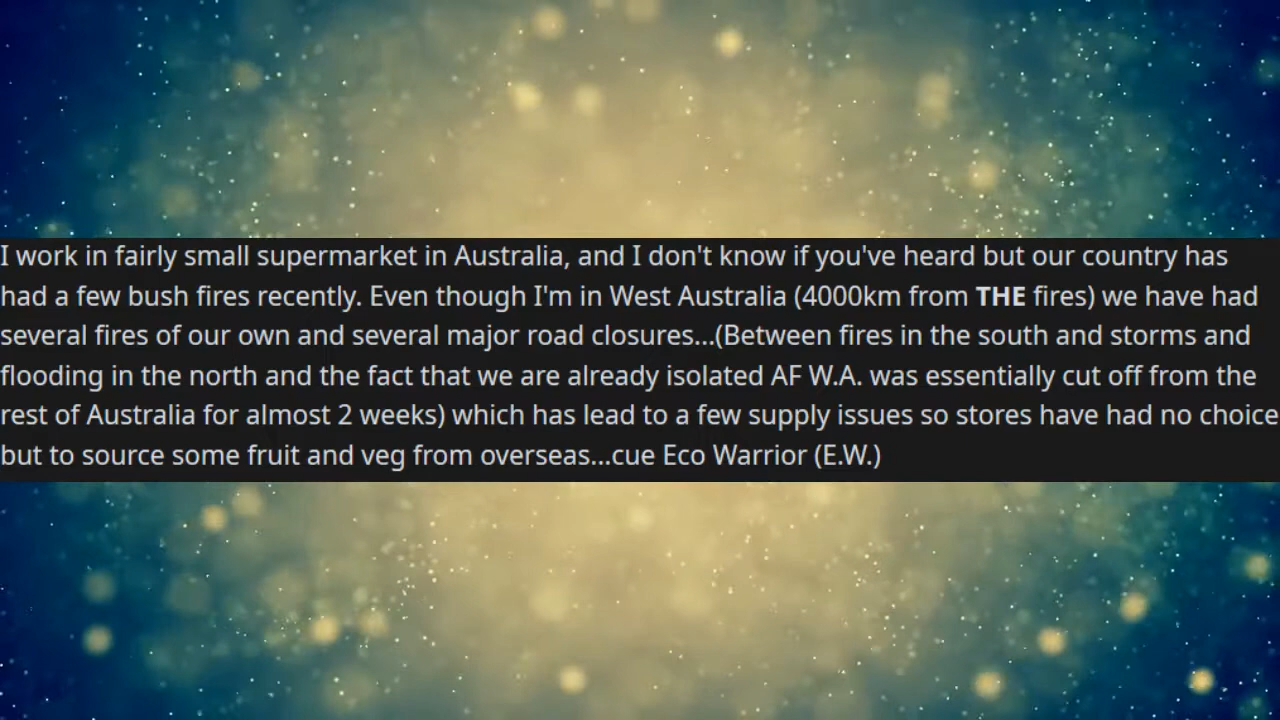 I work in fairly small supermarket in Australia, and I don't know if you've heard but our country has
had a few bush fires recently. Even though I'm in West Australia (4000km from THE fires) we have had
several fires of our own and several major road closures...(Between fires in the south and storms and
flooding in the north and the fact that we are already isolated AF W.A. was essentially cut off from the
rest of Australia for almost 2 weeks) which has lead to a few supply issues so stores have had no choice
but to source some fruit and veg from overseas...cue Eco Warrior (E.W.)